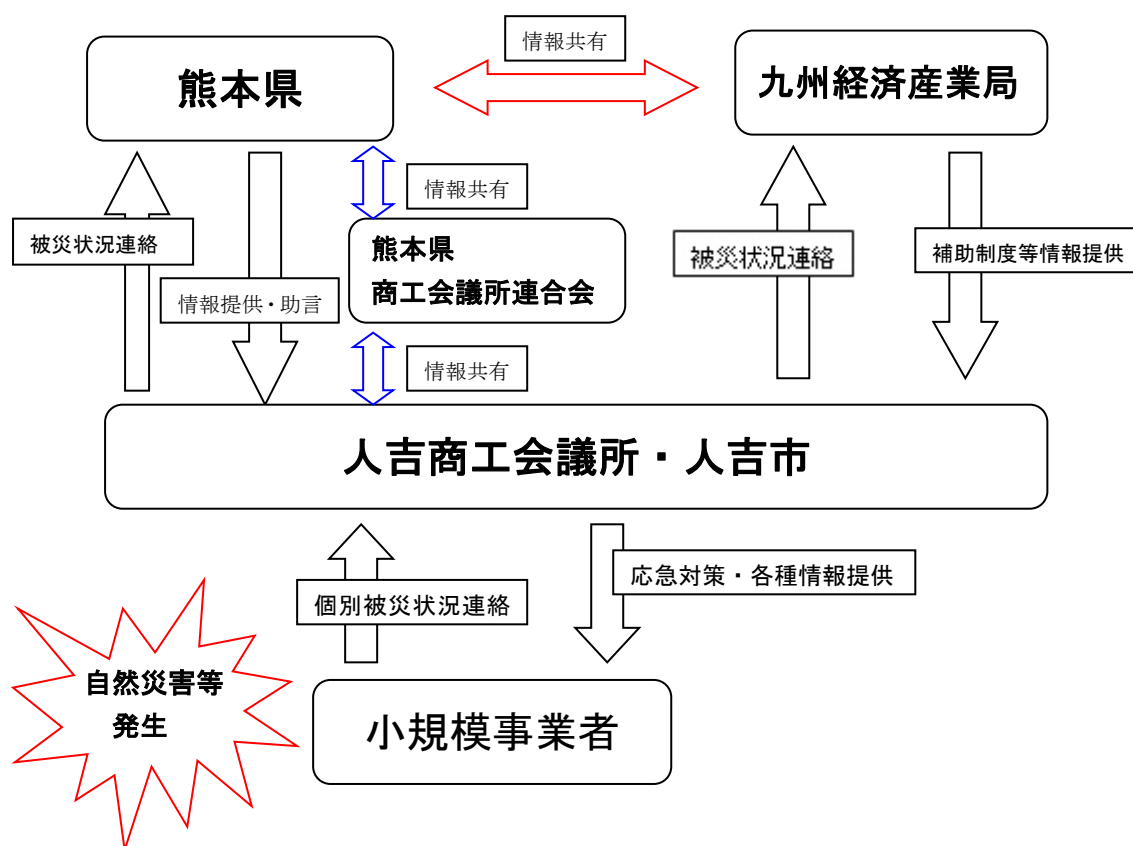 情報共有
熊本県
九州経済産業局
情報共有
被災状況連絡
熊本県
商工会議所連合会
被災状況連絡
補助制度等情報提供
情報提供・助言
情報共有
人吉商工会議所・人吉市
応急対策・各種情報提供
個別被災状況連絡
自然災害等
発生
小規模事業者